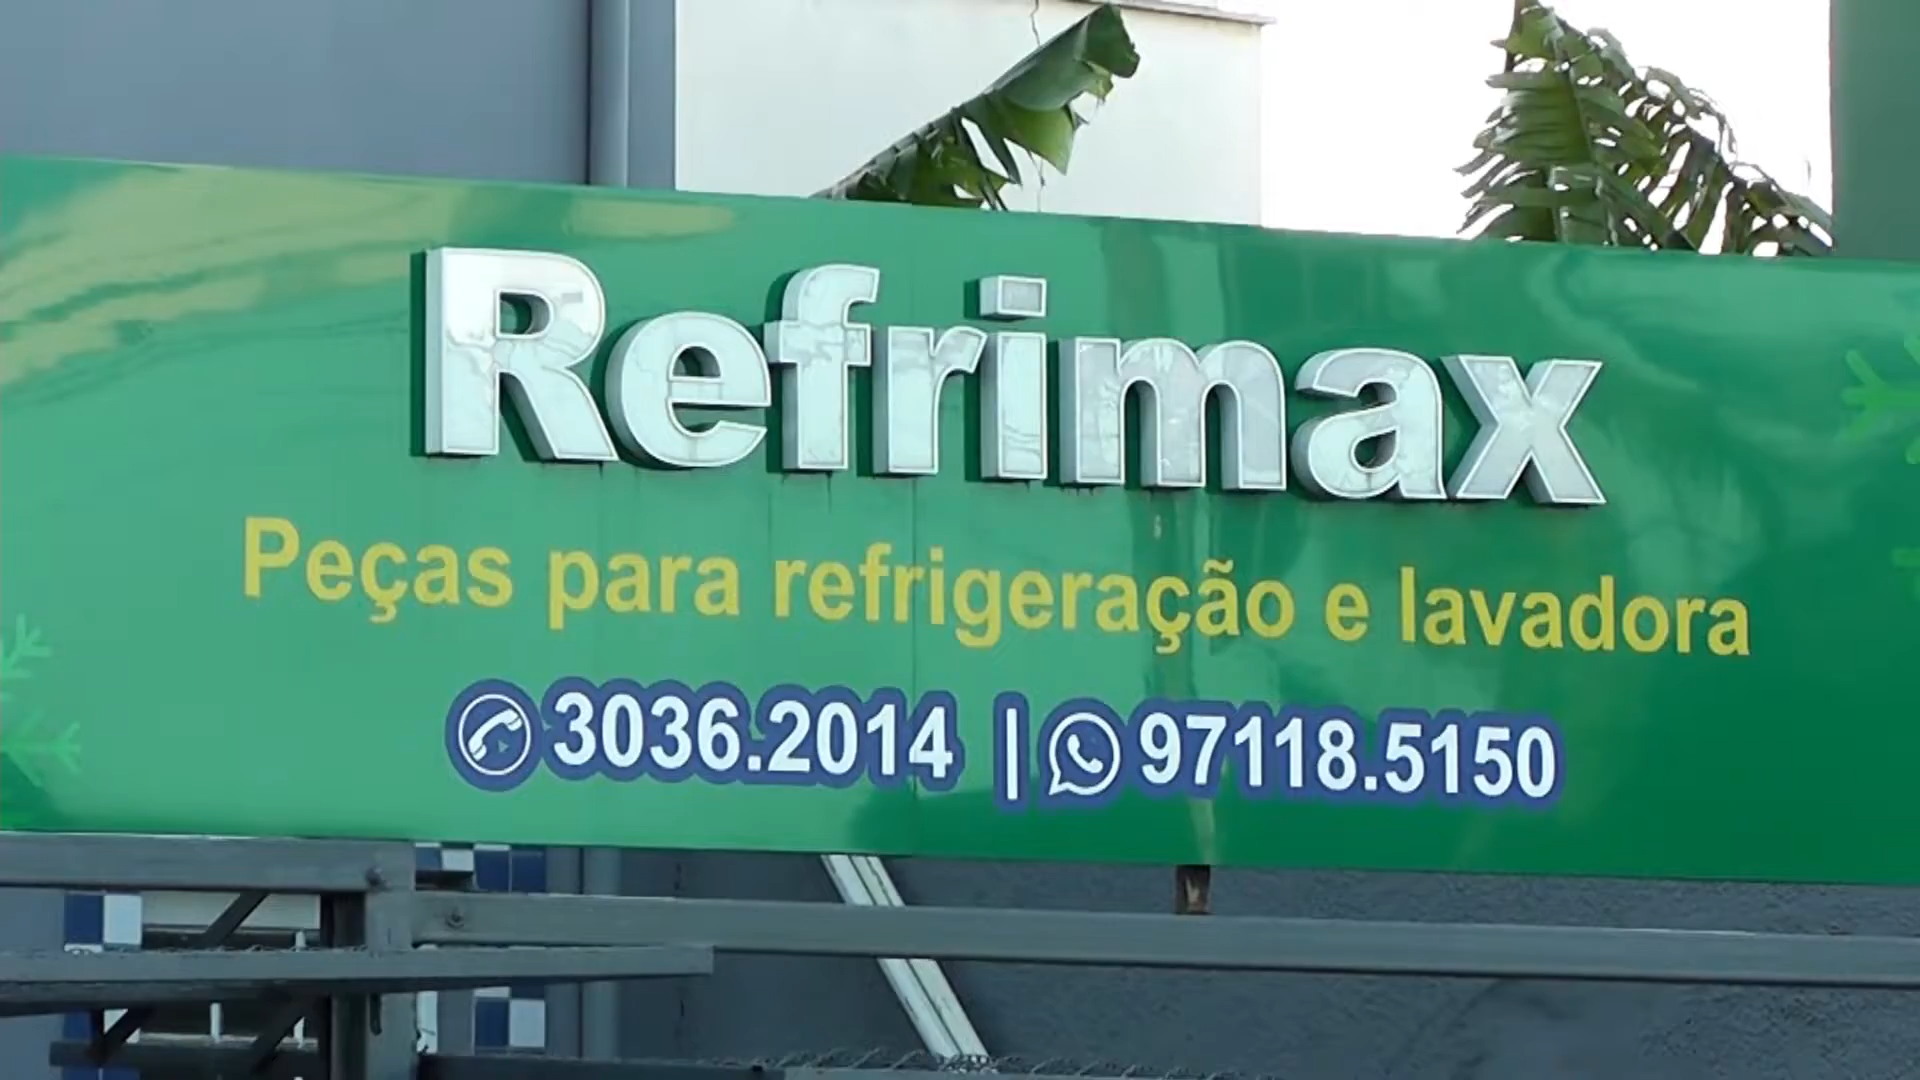 Refrimax
Peças para refrigeração e lavadora
3036.2014 | 97118.5150